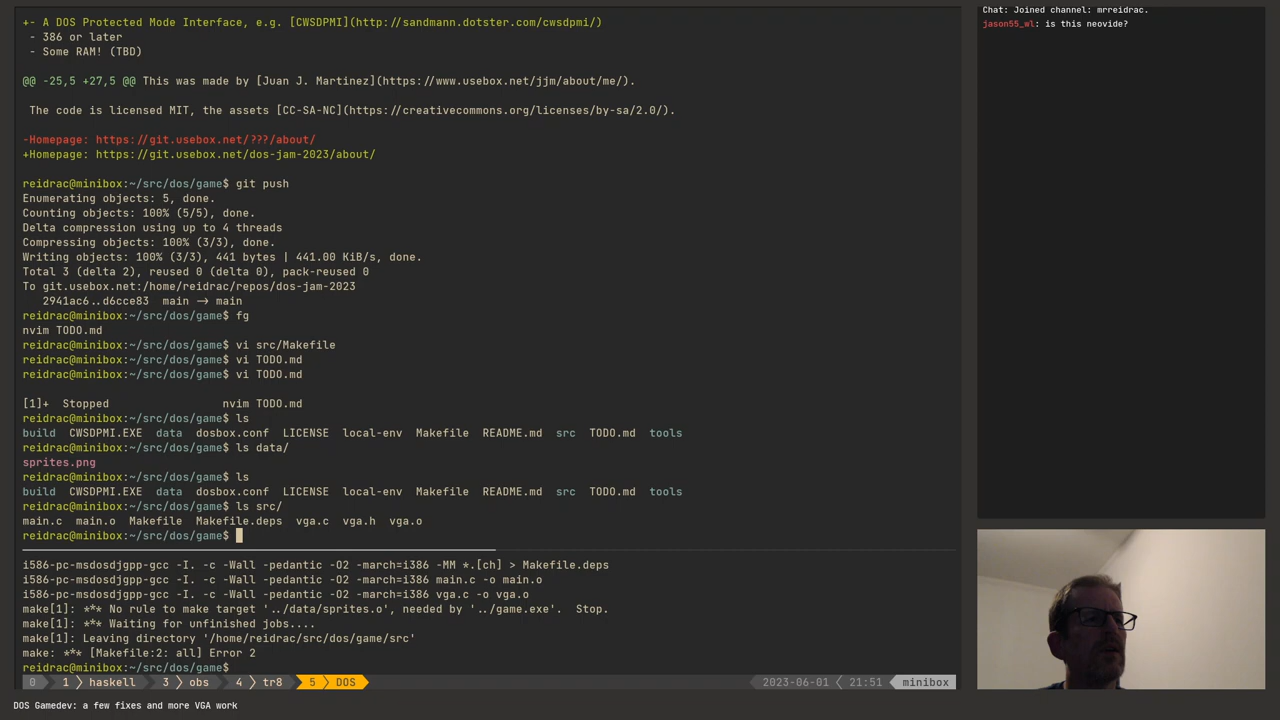 +- A DOS Protected Mode Interface, e.g. [CWSDPMI](http://sandmann.dotster.com/cwsdpmi/)
- 386 or later
- Some RAM! (TBD)
@@ -25,5 +27,5 @@ This was made by [Juan J. Martinez](https://www.usebox.net/jjm/about/me/).
The code is licensed MIT, the assets [CC-SA-NC](https://creativecommons.org/licenses/by-sa/2.0/).
-Homepage: https://git.usebox.net/???/about/
+Homepage: https://git.usebox.net/dos-jam-2023/about/
reidrac@minibox:~/src/dos/game$ git push
Enumerating objects: 5, done.
Counting objects: 100% (5/5), done.
Delta compression using up to 4 threads
Compressing objects: 100% (3/3), done.
Writing objects: 100% (3/3), 441 bytes | 441.00 KiB/s, done.
Total 3 (delta 2), reused 0 (delta 0), pack-reused 0
To git.usebox.net:/home/reidrac/repos/dos-jam-2023
2941ac6..d6cce83  main -> main
reidrac@minibox:~/src/dos/game$ fg
nvim TODO.md
reidrac@minibox:~/src/dos/game$ vi src/Makefile
reidrac@minibox:~/src/dos/game$ vi TODO.md
reidrac@minibox:~/src/dos/game$ vi TODO.md
[1]+  Stopped                 nvim TODO.md
reidrac@minibox:~/src/dos/game$ ls
build  CWSDPMI.EXE  data  dosbox.conf  LICENSE  local-env  Makefile  README.md  src  TODO.md  tools
reidrac@minibox:~/src/dos/game$ ls data/
sprites.png
reidrac@minibox:~/src/dos/game$ ls
build  CWSDPMI.EXE  data  dosbox.conf  LICENSE  local-env  Makefile  README.md  src  TODO.md  tools
reidrac@minibox:~/src/dos/game$ ls src/
main.c  main.o  Makefile  Makefile.deps  vga.c  vga.h  vga.o
reidrac@minibox:~/src/dos/game$
i586-pc-msdosdjgpp-gcc -I. -c -Wall -pedantic -O2 -march=i386 -MM *.[ch] > Makefile.deps
i586-pc-msdosdjgpp-gcc -I. -c -Wall -pedantic -O2 -march=i386 main.c -o main.o
i586-pc-msdosdjgpp-gcc -I. -c -Wall -pedantic -O2 -march=i386 vga.c -o vga.o
make[1]: *** No rule to make target '../data/sprites.o', needed by '../game.exe'.  Stop.
make[1]: *** Waiting for unfinished jobs....
make[1]: Leaving directory '/home/reidrac/src/dos/game/src'
make: *** [Makefile:2: all] Error 2
reidrac@minibox:~/src/dos/game$
0 1 haskell 3 obs 4 tr8 5 DOS 2023-06-01 21:51 minibox
DOS Gamedev: a few fixes and more VGA work
Chat: Joined channel: mrreidrac.
jason55_wl: is this neovide?